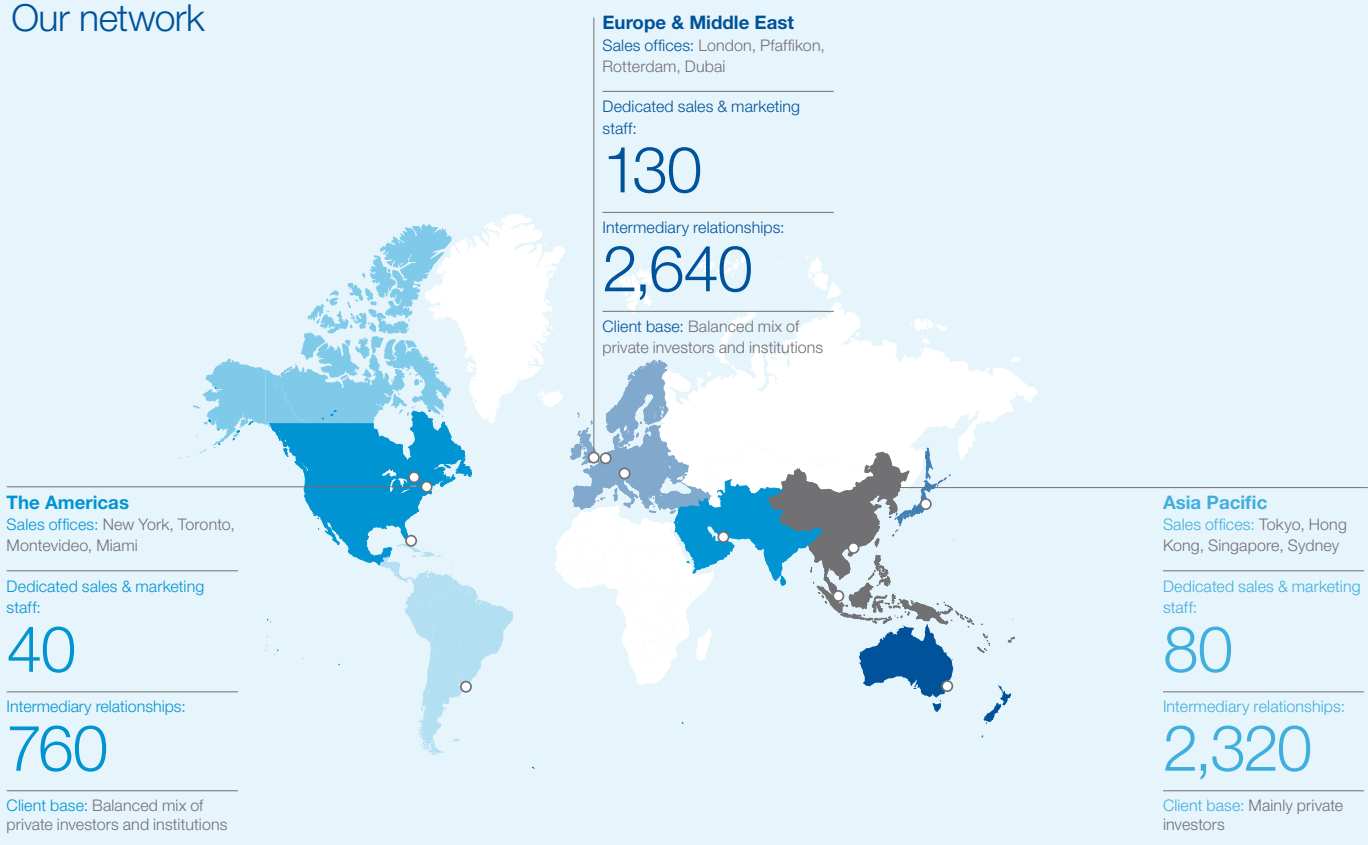 Our network
Europe & Middle East
Sales offices: London, Pfaffikon,
Rotterdam, Dubai
Dedicated sales & marketing
staff:
130
Intermediary relationships:
2,640
Client base: Balanced mix of
private investors and institutions
The Americas
Sales offices: New York, Toronto,
Montevideo, Miami
Dedicated sales & marketing
staff:
40
Intermediary relationships:
760
Client base: Balanced mix of
private investors and institutions
Asia Pacific
Sales offices: Tokyo, Hong
Kong, Singapore, Sydney
Dedicated sales & marketing
staff:
80
Intermediary relationships:
2,320
Client base: Mainly private
investors